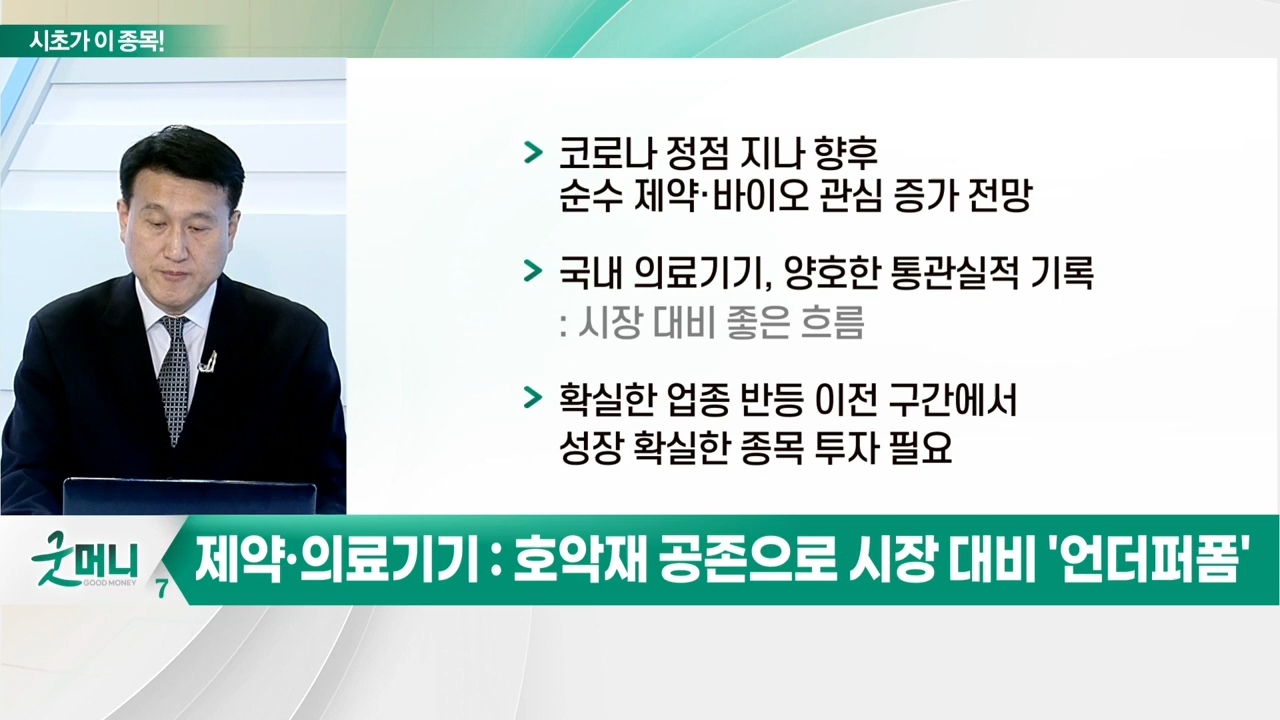 시초가 이 종목!
> 코로나 정점 지나 향후
순수 제약·바이오 관심 증가 전망
> 국내 의료기기, 양호한 통관실적 기록
: 시장 대비 좋은 흐름
> 확실한 업종 반등 이전 구간에서
성장 확실한 종목 투자 필요
굿머니
GOOD MONEY
7
제약·의료기기 : 호악재 공존으로 시장 대비 '언더퍼폼'